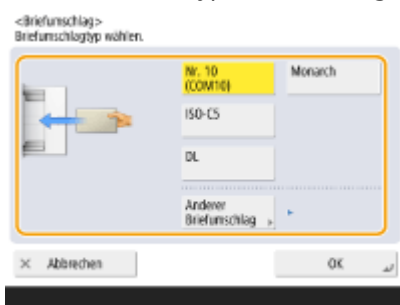 <Briefumschlag>
Briefumschlagtyp wählen.
Nr. 10
(COM10)
Monarch
ISO-C5
DL
Anderer
Briefumschlag
× Abbrechen
OK